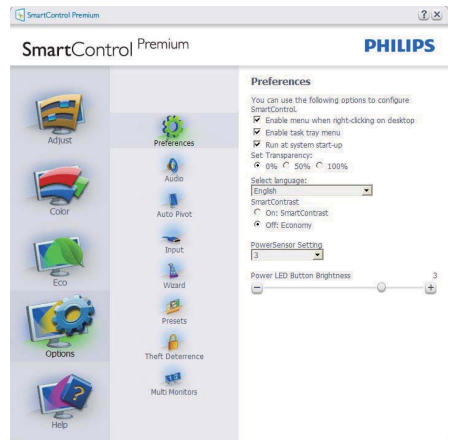 SmartControl Premium
? X
SmartControl Premium
PHILIPS
Adjust
Color
Eco
Options
Help
Preferences
Audio
Auto Pivot
Input
Wizard
Presets
Theft Deterrence
Multi Monitors
Preferences
You can use the following options to configure
SmartControl.
Enable menu when right-clicking on desktop
Enable task tray menu
Run at system start-up
Set Transparency:
0% 50% 100%
Select language:
English
SmartContrast
On: SmartContrast
Off: Economy
PowerSensor Setting
3
Power LED Button Brightness 3